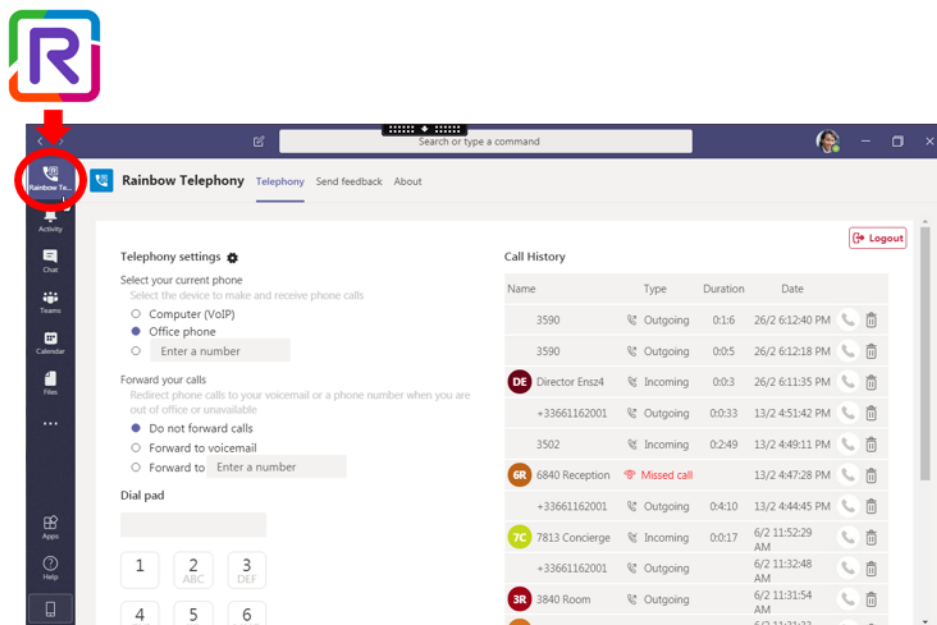 R
Search or type a command
Rainbow Te...
Rainbow Telephony
Telephony
Send feedback
About
Activity
Chat
Teams
Calendar
Files
Apps
Help
Logout
Telephony settings
Select your current phone
Select the device to make and receive phone calls
Computer (VoIP)
Office phone
Enter a number
Forward your calls
Redirect phone calls to your voicemail or a phone number when you are
out of office or unavailable
Do not forward calls
Forward to voicemail
Forward to Enter a number
Dial pad
1
2 ABC
3 DEF
4
5
6
Call History
Name Type Duration Date
3590 Outgoing 0:1:6 26/2 6:12:40 PM
3590 Outgoing 0:0:5 26/2 6:12:18 PM
DE Director Ensz4 Incoming 0:0:3 26/2 6:11:35 PM
+33661162001 Outgoing 0:0:33 13/2 4:51:42 PM
3502 Incoming 0:2:49 13/2 4:49:11 PM
6R 6840 Reception Missed call 13/2 4:47:28 PM
+33661162001 Outgoing 0:4:10 13/2 4:44:45 PM
7C 7813 Concierge Incoming 0:0:17 6/2 11:52:29
AM
+33661162001 Outgoing 6/2 11:32:48
AM
3R 3840 Room Outgoing 6/2 11:31:54
AM